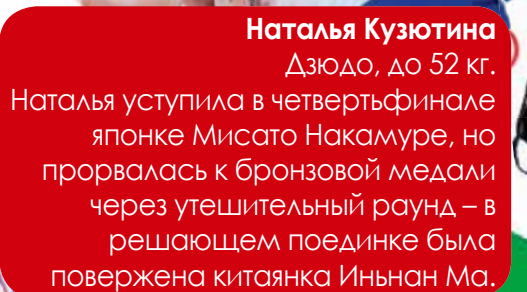 Наталья Кузютина
Дзюдо, до 52 кг.
Наталья уступила в четвертьфинале
японке Мисато Накамуре, но
прорвалась к бронзовой медали
через утешительный раунд – в
решающем поединке была
повержена китаянка Иньнан Ма.